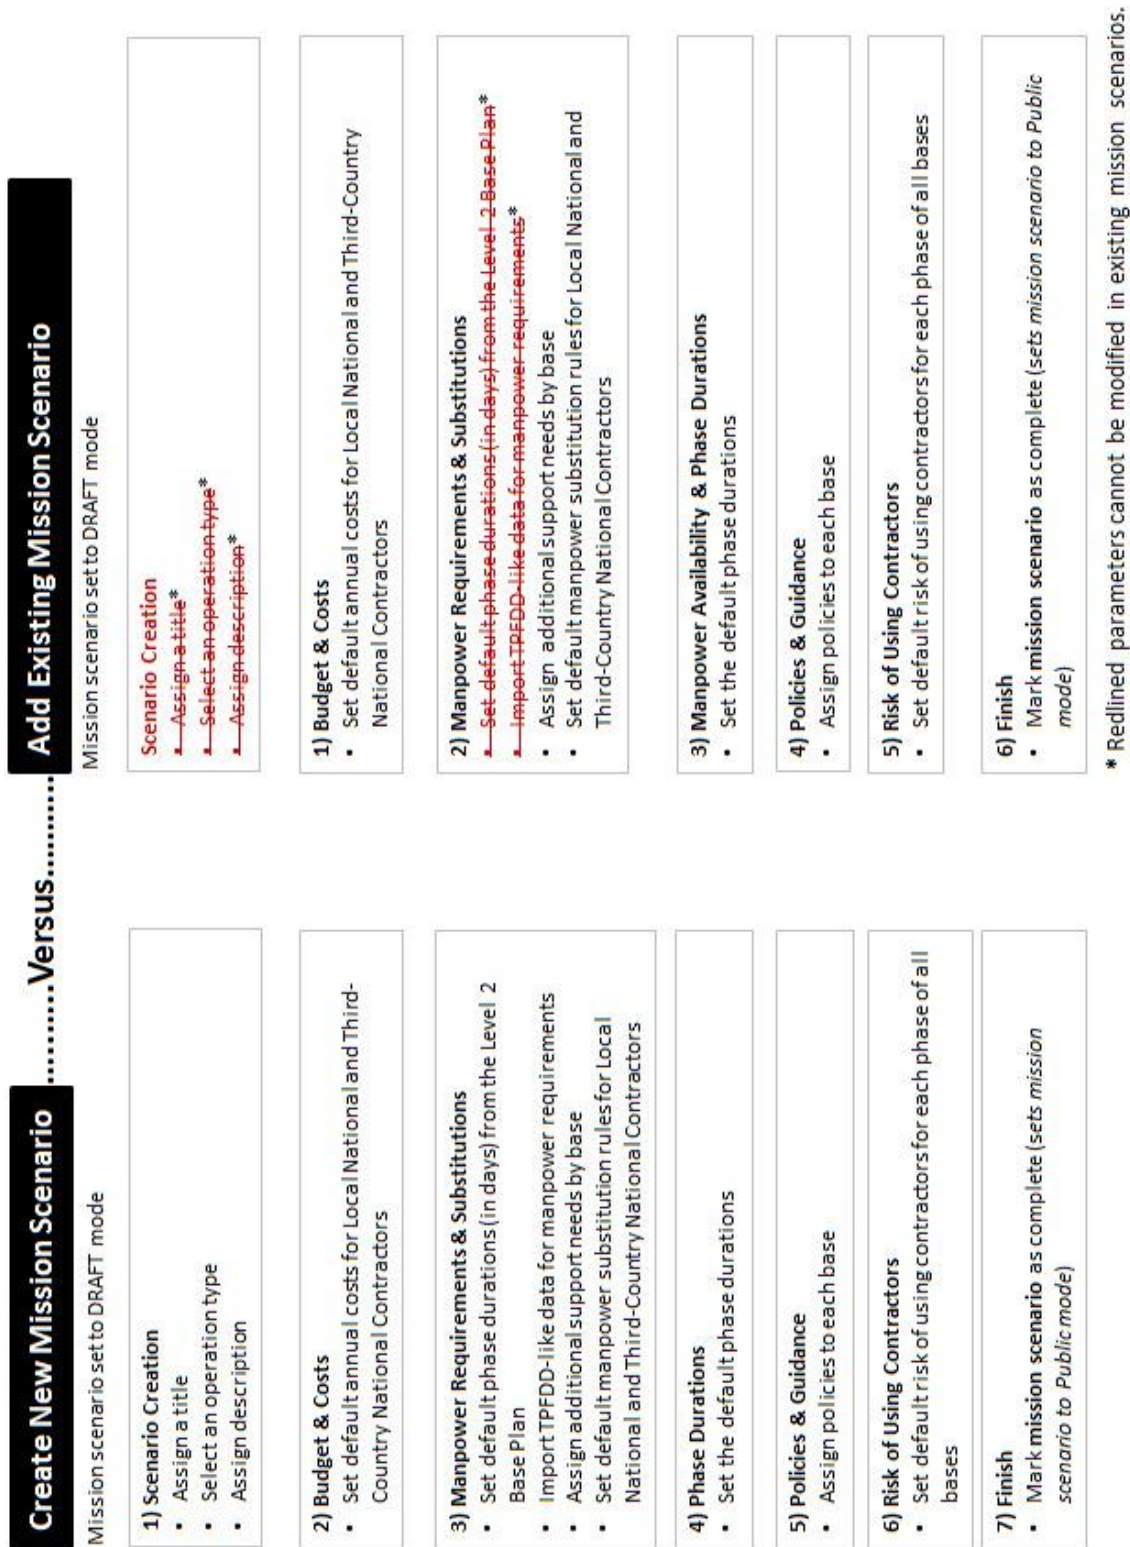 Create New Mission Scenario ..........Versus........... Add Existing Mission Scenario
Mission scenario set to DRAFT mode
1) Scenario Creation
• Assign a title
• Select an operation type
• Assign description
2) Budget & Costs
• Set default annual costs for Local National and Third-
Country National Contractors
3) Manpower Requirements & Substitutions
• Set default phase durations (in days) from the Level 2
Base Plan
• Import TPFDD-like data for manpower requirements
• Assign additional support needs by base
• Set default manpower substitution rules for Local
National and Third-Country National Contractors
4) Phase Durations
• Set the default phase durations
5) Policies & Guidance
• Assign policies to each base
6) Risk of Using Contractors
• Set default risk of using contractors for each phase of all
bases
7) Finish
• Mark mission scenario as complete (sets mission
scenario to Public mode)
Mission scenario set to DRAFT mode
Scenario Creation
• Assign a title*
• Select an operation type*
• Assign description*
1) Budget & Costs
• Set default annual costs for Local National and Third-Country
National Contractors
2) Manpower Requirements & Substitutions
• Set default phase durations (in days) from the Level 2 Base Plan*
• Import TPFDD-like data for manpower requirements*
• Assign additional support needs by base
• Set default manpower substitution rules for Local National and
Third-Country National Contractors
3) Manpower Availability & Phase Durations
• Set the default phase durations
4) Policies & Guidance
• Assign policies to each base
5) Risk of Using Contractors
• Set default risk of using contractors for each phase of all bases
6) Finish
• Mark mission scenario as complete (sets mission scenario to Public
mode)
* Redlined parameters cannot be modified in existing mission scenarios.